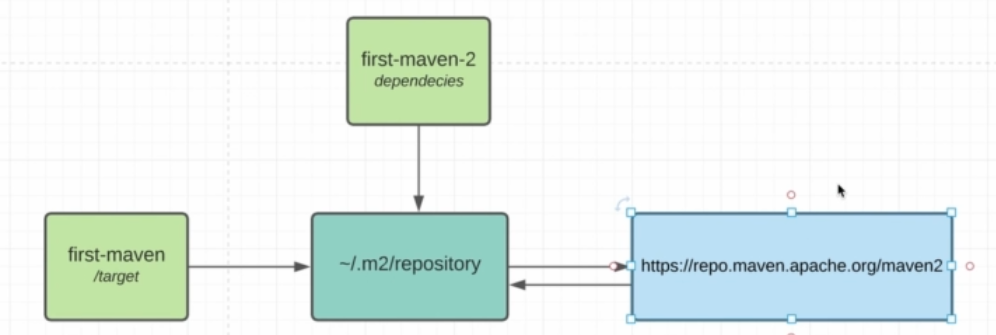 first-maven-2
dependecies
first-maven
/target
~/.m2/repository
https://repo.maven.apache.org/maven2